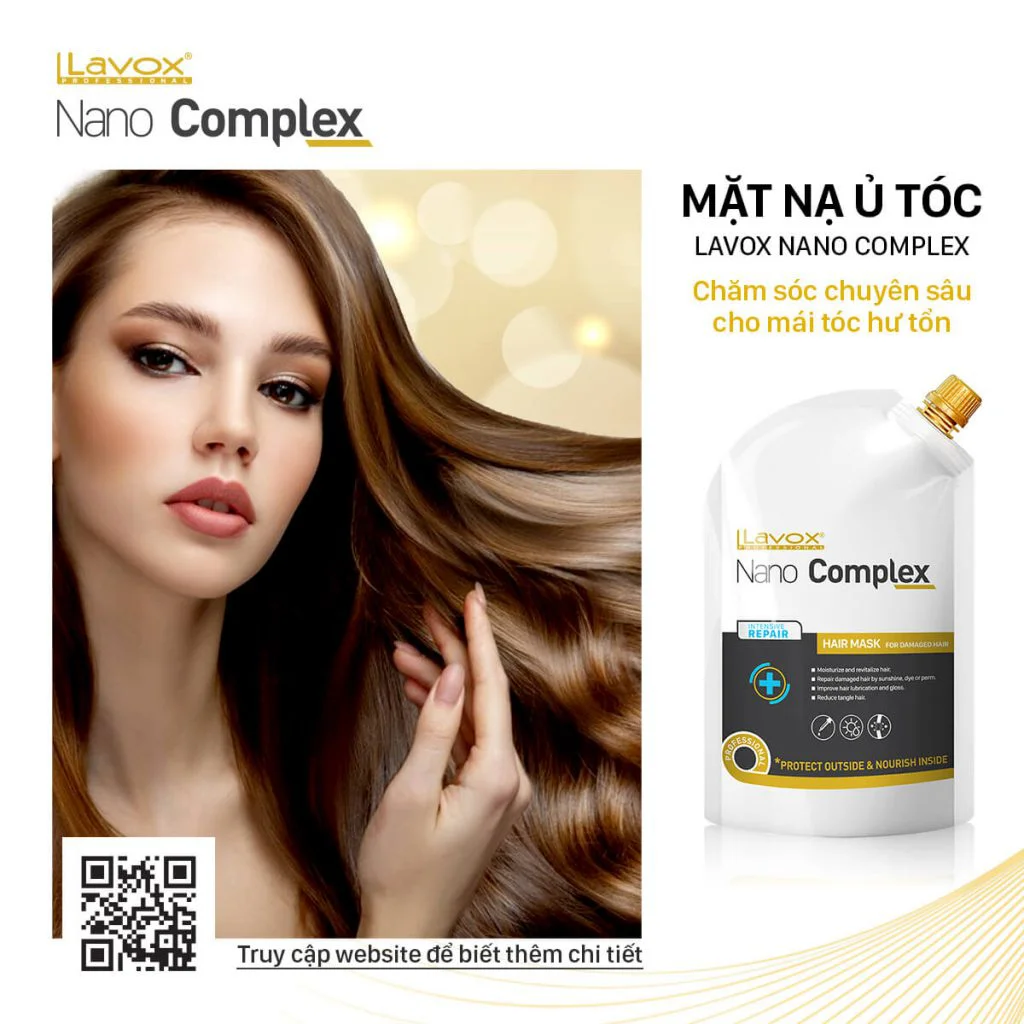 Lavox®
PROFESSIONAL
Nano Complex
MẶT NẠ Ủ TÓC
LAVOX NANO COMPLEX
Chăm sóc chuyên sâu
cho mái tóc hư tổn
Lavox®
PROFESSIONAL
Nano Complex
INTENSIVE
REPAIR
HAIR MASK FOR DAMAGED HAIR
Moisturize and revitalize hair.
Repair damaged hair by sunshine, dye or perm.
Improve hair lubrication and gloss.
Reduce tangle hair.
PROFESSIONAL
*PROTECT OUTSIDE & NOURISH INSIDE
Truy cập website để biết thêm chi tiết